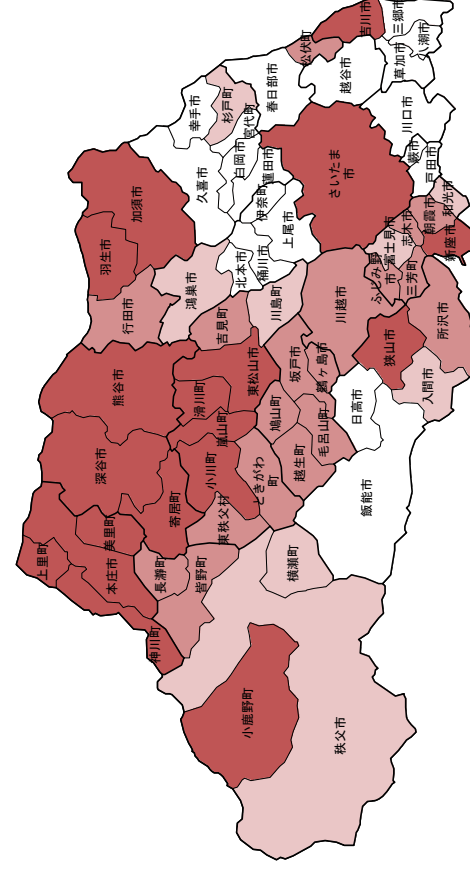 吉川市
三郷市
八潮市
松伏町
草加市
越谷市
春日部市
杉戸町
幸手市
宮代町
川口市
蕨市
戸田市
白岡市
蓮田市
さいたま
市
久喜市
伊奈町
上尾市
和光市
朝霞市
志木市
新座市
富士見市
加須市
羽生市
北本市
桶川市
ふじみ野
市
三芳町
鴻巣市
川島町
川越市
所沢市
行田市
吉見町
狭山市
入間市
熊谷市
東松山市
坂戸市
鶴ヶ島市
日高市
滑川町
嵐山町
鳩山町
毛呂山町
深谷市
小川町
ときがわ
町
越生町
飯能市
寄居町
東秩父村
美里町
上里町
本庄市
長瀞町
皆野町
横瀬町
神川町
小鹿野町
秩父市